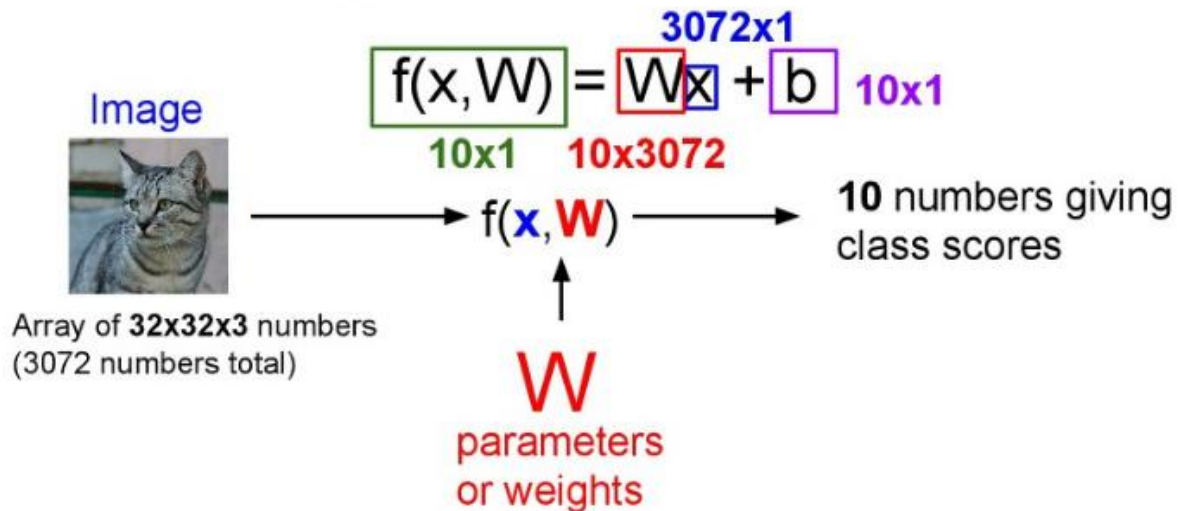 3072x1
f(x,W) = Wx + b 10x1
10x1 10x3072
Image
f(x,W)
10 numbers giving
class scores
Array of 32x32x3 numbers
(3072 numbers total)
W
parameters
or weights